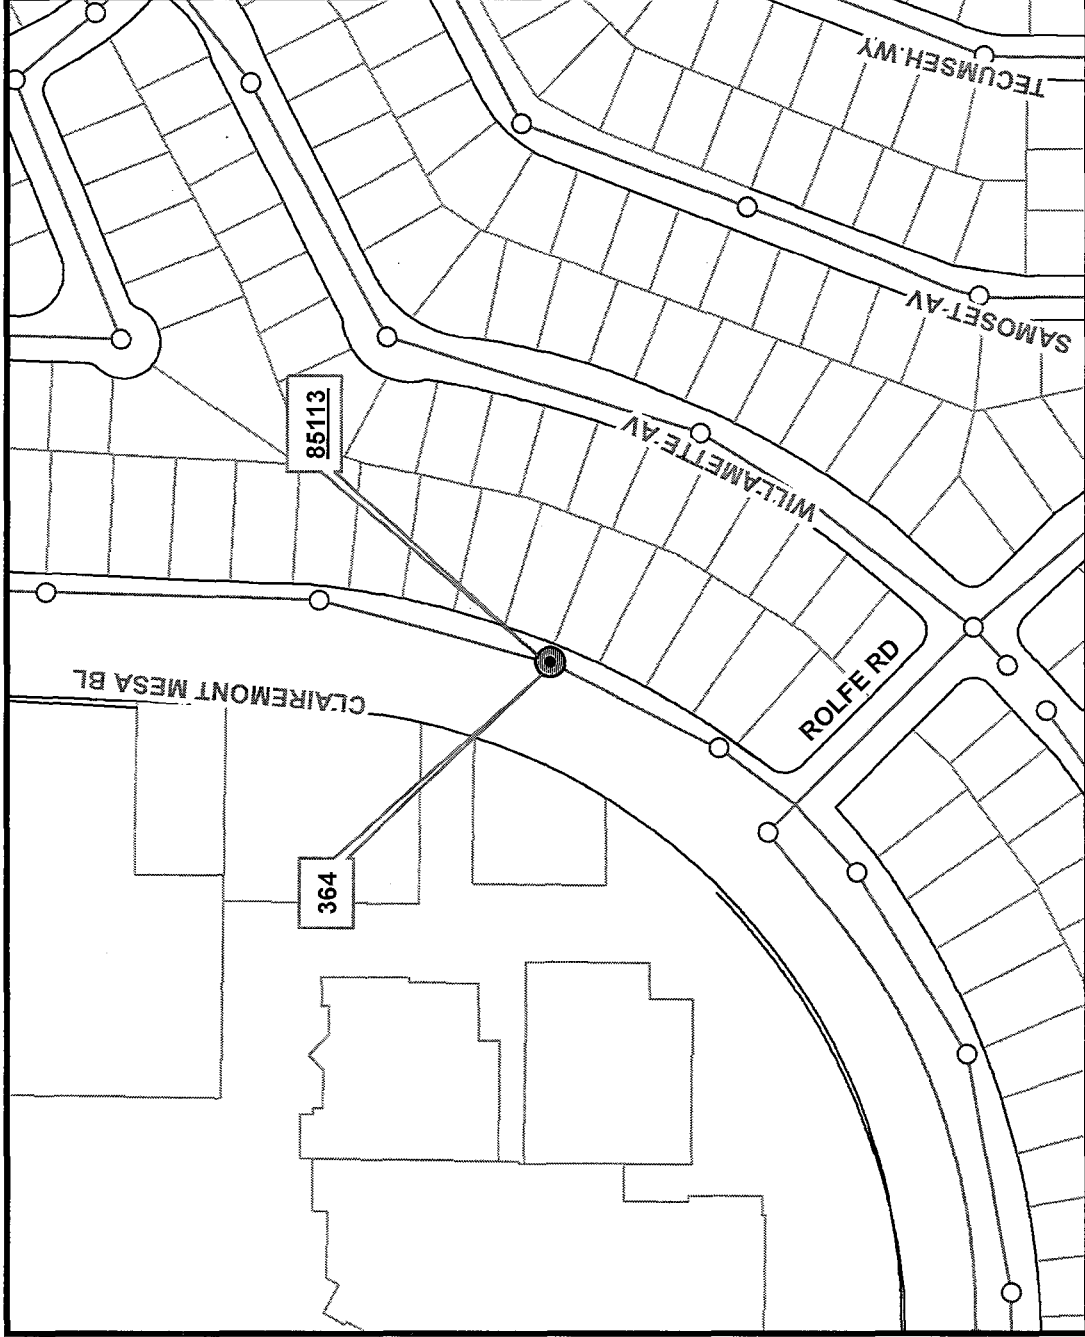 TECUMSEH WY
85113
SAMOSET AV
WILLAMETTE AV
CLAIREMONT MESA BL
ROLFE RD
364